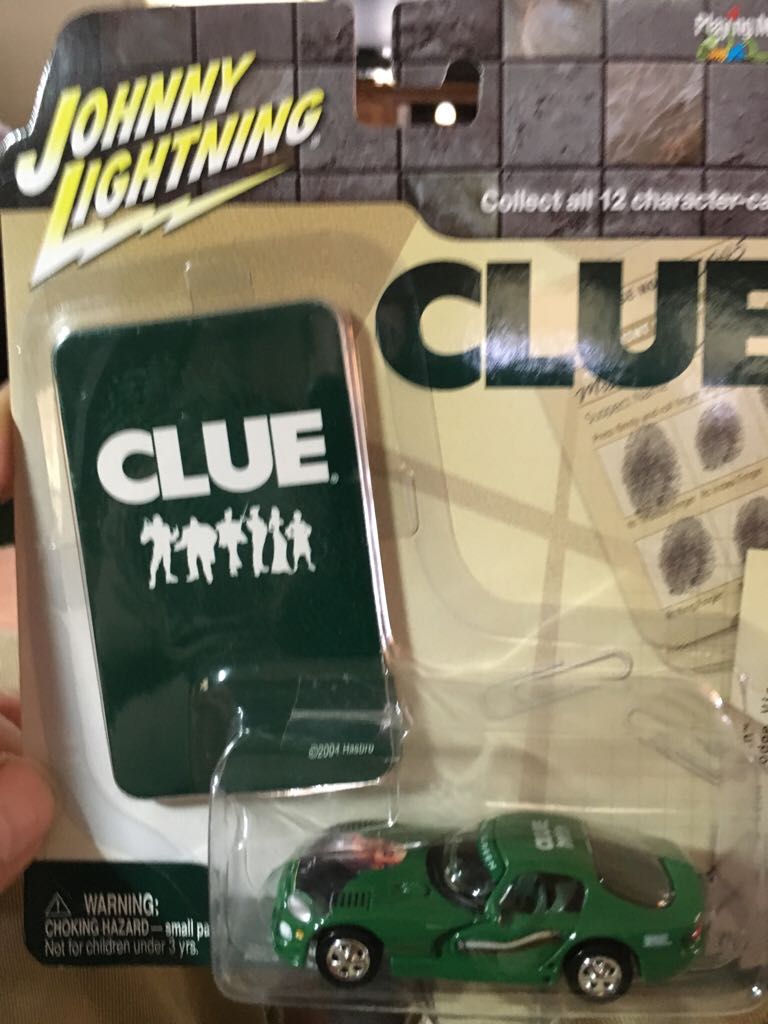 Playing M
JOHNNY
LIGHTNING
Collect all 12 character-ca
CLUE
CLUE
©2004 Hasbro
CLUE
WARNING:
CHOKING HAZARD — small pa
Not for children under 3 yrs.